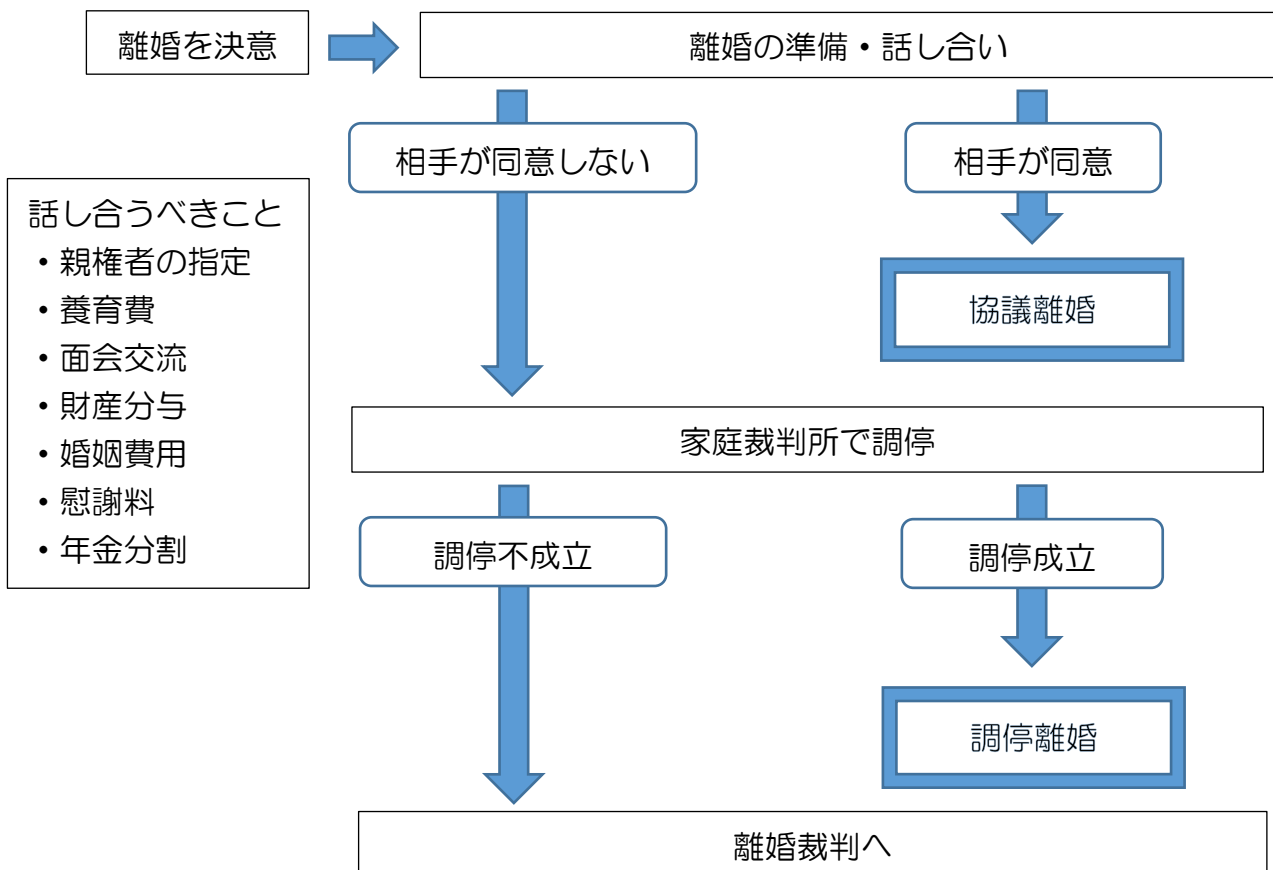 離婚を決意
離婚の準備・話し合い
相手が同意しない
相手が同意
話し合うべきこと
・親権者の指定
・養育費
・面会交流
・財産分与
・婚姻費用
・慰謝料
・年金分割
協議離婚
家庭裁判所で調停
調停不成立
調停成立
調停離婚
離婚裁判へ